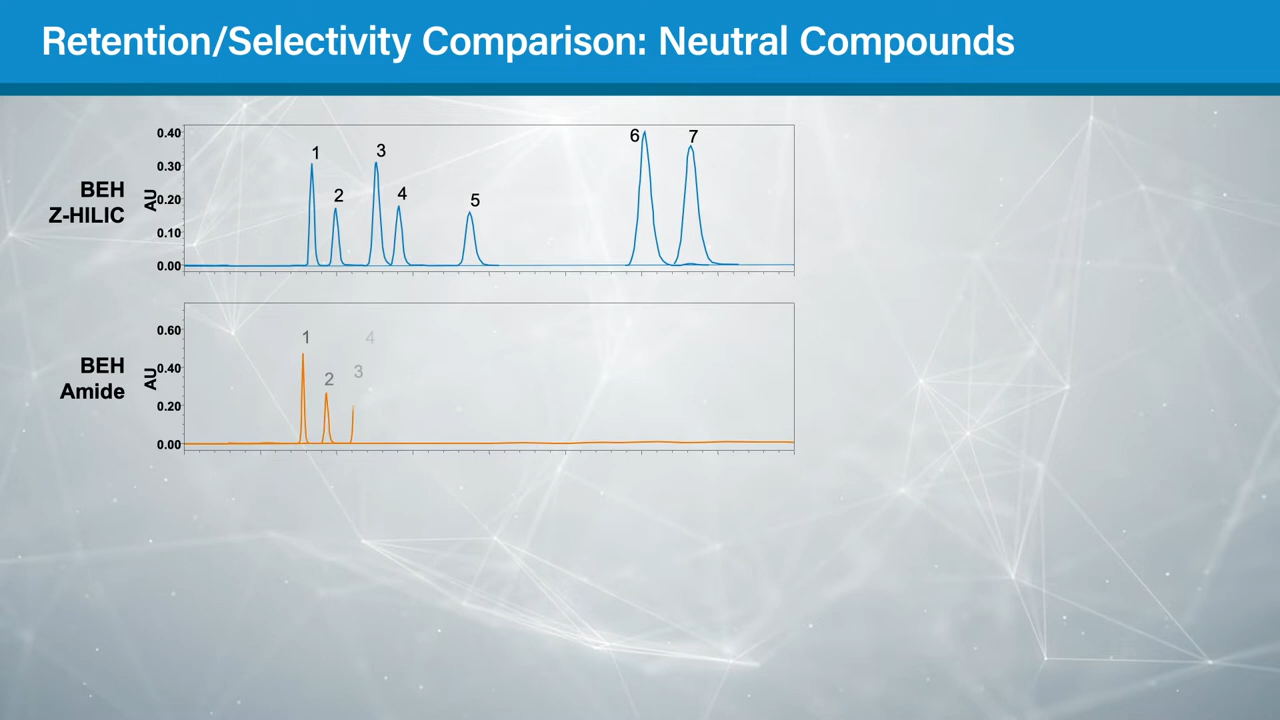 Retention/Selectivity Comparison: Neutral Compounds
BEH
Z-HILIC
AU
0.40
0.30
0.20
0.10
0.00
1
2
3
4
5
6
7
BEH
Amide
AU
0.60
0.40
0.20
0.00
1
2
3
4